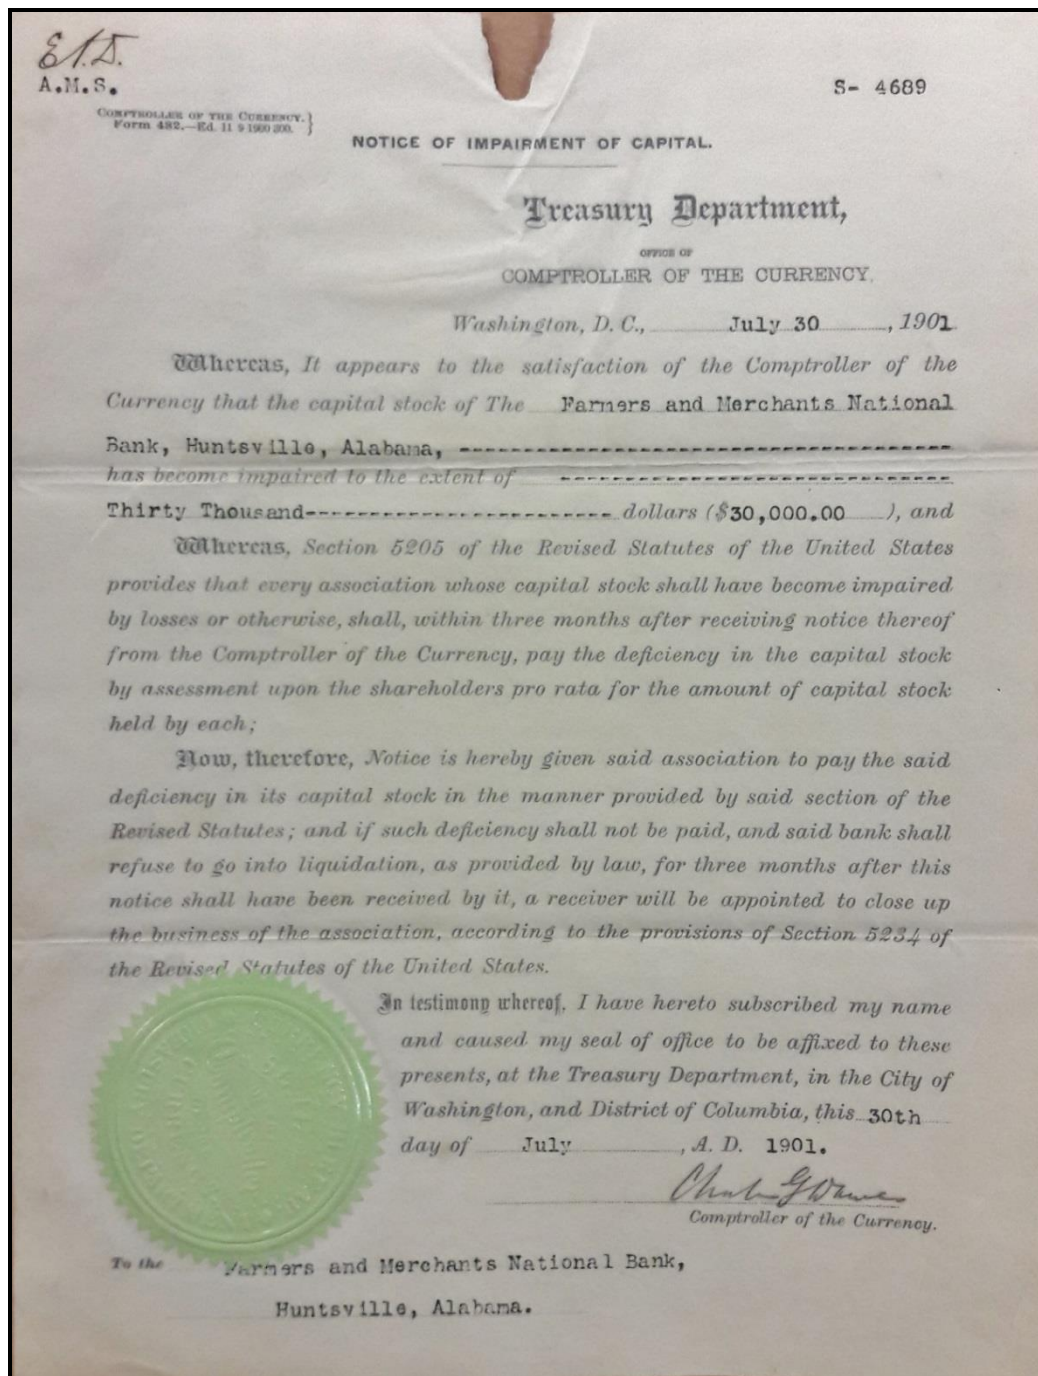 E.S.D.
A.M.S.
S- 4689
COMPTROLLER OF THE CURRENCY.
Form 482.—Ed. 11 9 1900 300.
NOTICE OF IMPAIRMENT OF CAPITAL.
Treasury Department,
OFFICE OF
COMPTROLLER OF THE CURRENCY.
Washington, D. C., July 30, 1901
Whereas, It appears to the satisfaction of the Comptroller of the
Currency that the capital stock of The Farmers and Merchants National
Bank, Huntsville, Alabama, ----------------------------------------
has become impaired to the extent of --------------------------------
Thirty Thousand------------------------- dollars ($30,000.00 ), and
Whereas, Section 5205 of the Revised Statutes of the United States
provides that every association whose capital stock shall have become impaired
by losses or otherwise, shall, within three months after receiving notice thereof
from the Comptroller of the Currency, pay the deficiency in the capital stock
by assessment upon the shareholders pro rata for the amount of capital stock
held by each;
Now, therefore, Notice is hereby given said association to pay the said
deficiency in its capital stock in the manner provided by said section of the
Revised Statutes; and if such deficiency shall not be paid, and said bank shall
refuse to go into liquidation, as provided by law, for three months after this
notice shall have been received by it, a receiver will be appointed to close up
the business of the association, according to the provisions of Section 5234 of
the Revised Statutes of the United States.
In testimony whereof, I have hereto subscribed my name
and caused my seal of office to be affixed to these
presents, at the Treasury Department, in the City of
Washington, and District of Columbia, this 30th
day of July, A. D. 1901.
Charles G Dawes
Comptroller of the Currency.
To the Farmers and Merchants National Bank,
Huntsville, Alabama.